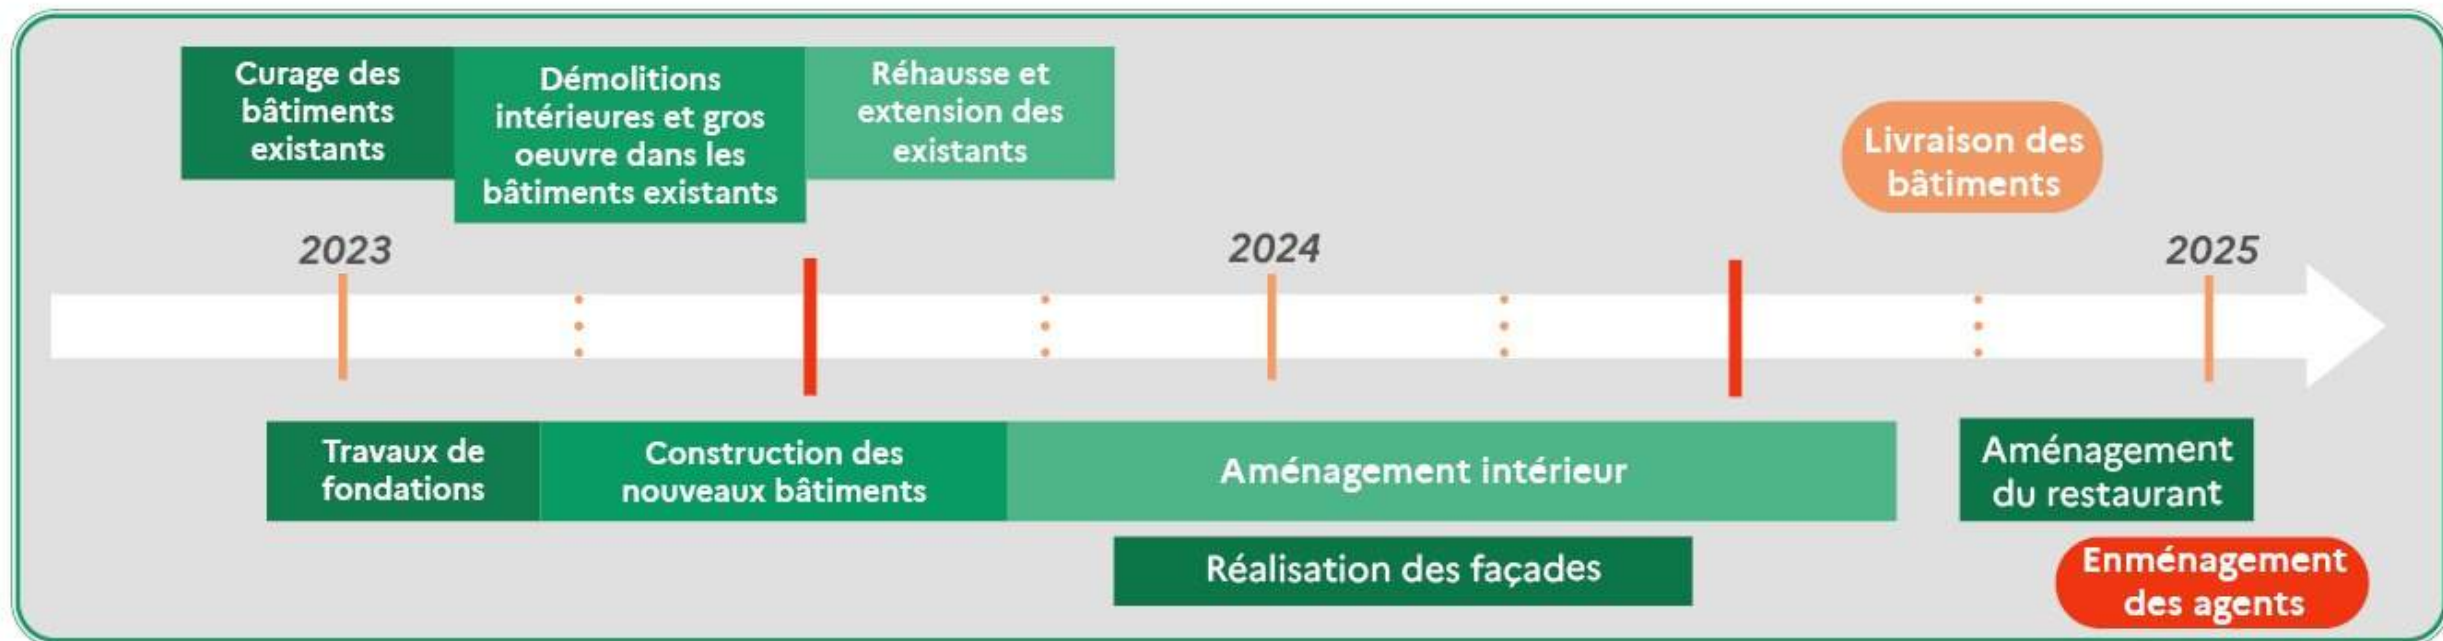 Curage des
bâtiments
existants
Démolitions
intérieures et gros
oeuvre dans les
bâtiments existants
Réhausse et
extension des
existants
Livraison des
bâtiments
2023
2024
2025
Travaux de
fondations
Construction des
nouveaux bâtiments
Aménagement intérieur
Aménagement
du restaurant
Réalisation des façades
Enménagement
des agents